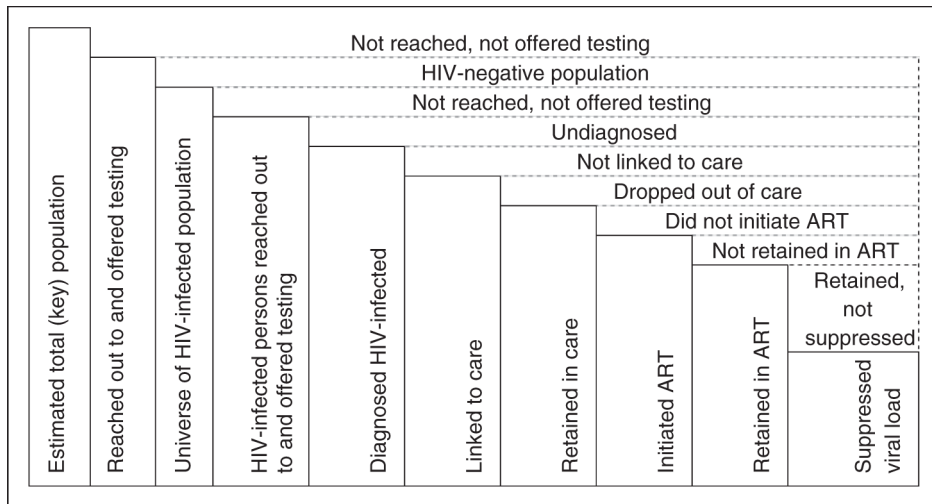 Not reached, not offered testing
HIV-negative population
Not reached, not offered testing
Undiagnosed
Not linked to care
Dropped out of care
Did not initiate ART
Not retained in ART
Retained,
not
suppressed
Estimated total (key) population
Reached out to and offered testing
Universe of HIV-infected population
HIV-infected persons reached out
to and offered testing
Diagnosed HIV-infected
Linked to care
Retained in care
Initiated ART
Retained in ART
Suppressed
viral load